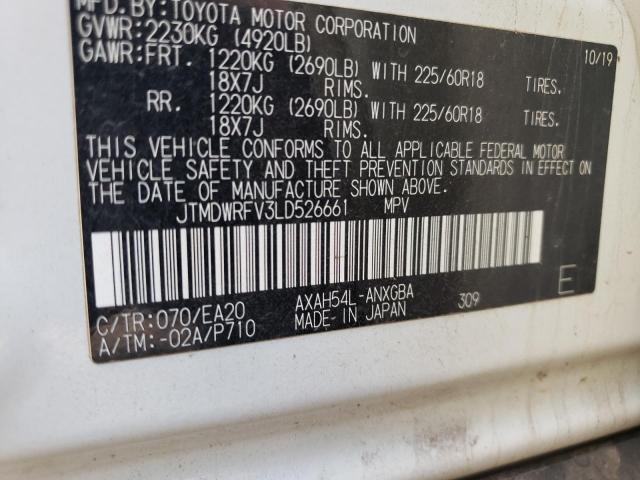 MFD. BY: TOYOTA MOTOR CORPORATION
10/19
GVWR: 2230KG (4920LB)
GAWR: FRT. 1220KG (2690LB) WITH 225/60R18 TIRES.
18X7J RIMS.
RR. 1220KG (2690LB) WITH 225/60R18 TIRES.
18X7J RIMS.
THIS VEHICLE CONFORMS TO ALL APPLICABLE FEDERAL MOTOR
VEHICLE SAFETY AND THEFT PREVENTION STANDARDS IN EFFECT ON
THE DATE OF MANUFACTURE SHOWN ABOVE.
JTMDWRFV3LD526661 MPV
C/TR: 070/EA20 AXAH54L-ANXGBA 309 E
A/TM: -02A/P710 MADE IN JAPAN